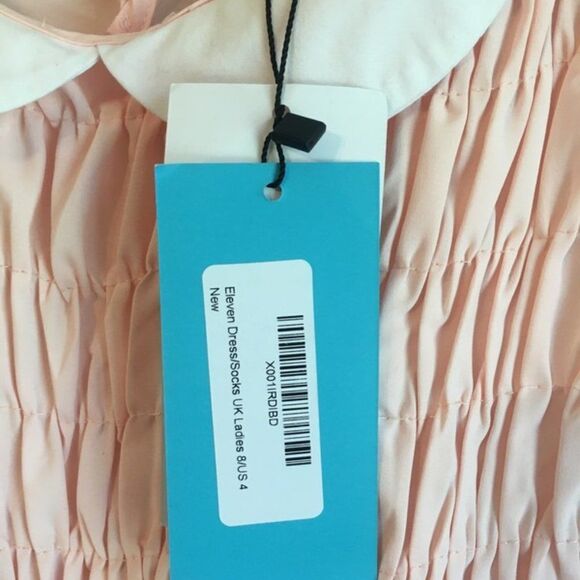 X001IRDIBD
Eleven Dress/Socks UK Ladies 8/US 4
New